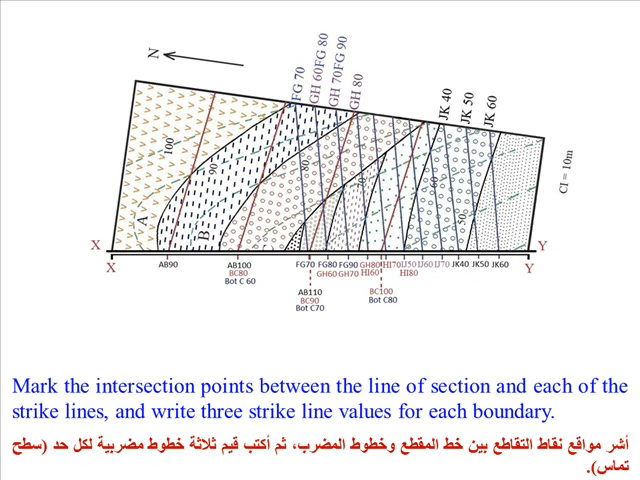 N
FG 70
GH 60
FG 80
GH 70
FG 90
GH 80
JK 40
JK 50
JK 60
100
90
80
60
50
A
B
CI = 10m
X Y
X Y
AB90 AB100 FG70 FG80 FG90 GH80 HI70 IJ50 IJ60 IJ70 JK40 JK50 JK60
BC80 GH60 GH70 HI60 HI80
Bot C 60
AB110 BC100
BC90 Bot C80
Bot C70
Mark the intersection points between the line of section and each of the
strike lines, and write three strike line values for each boundary.
أشر مواقع نقاط التقاطع بين خط المقطع وخطوط المضرب، ثم أكتب قيم ثلاثة خطوط مضربية لكل حد (سطح
تماس).